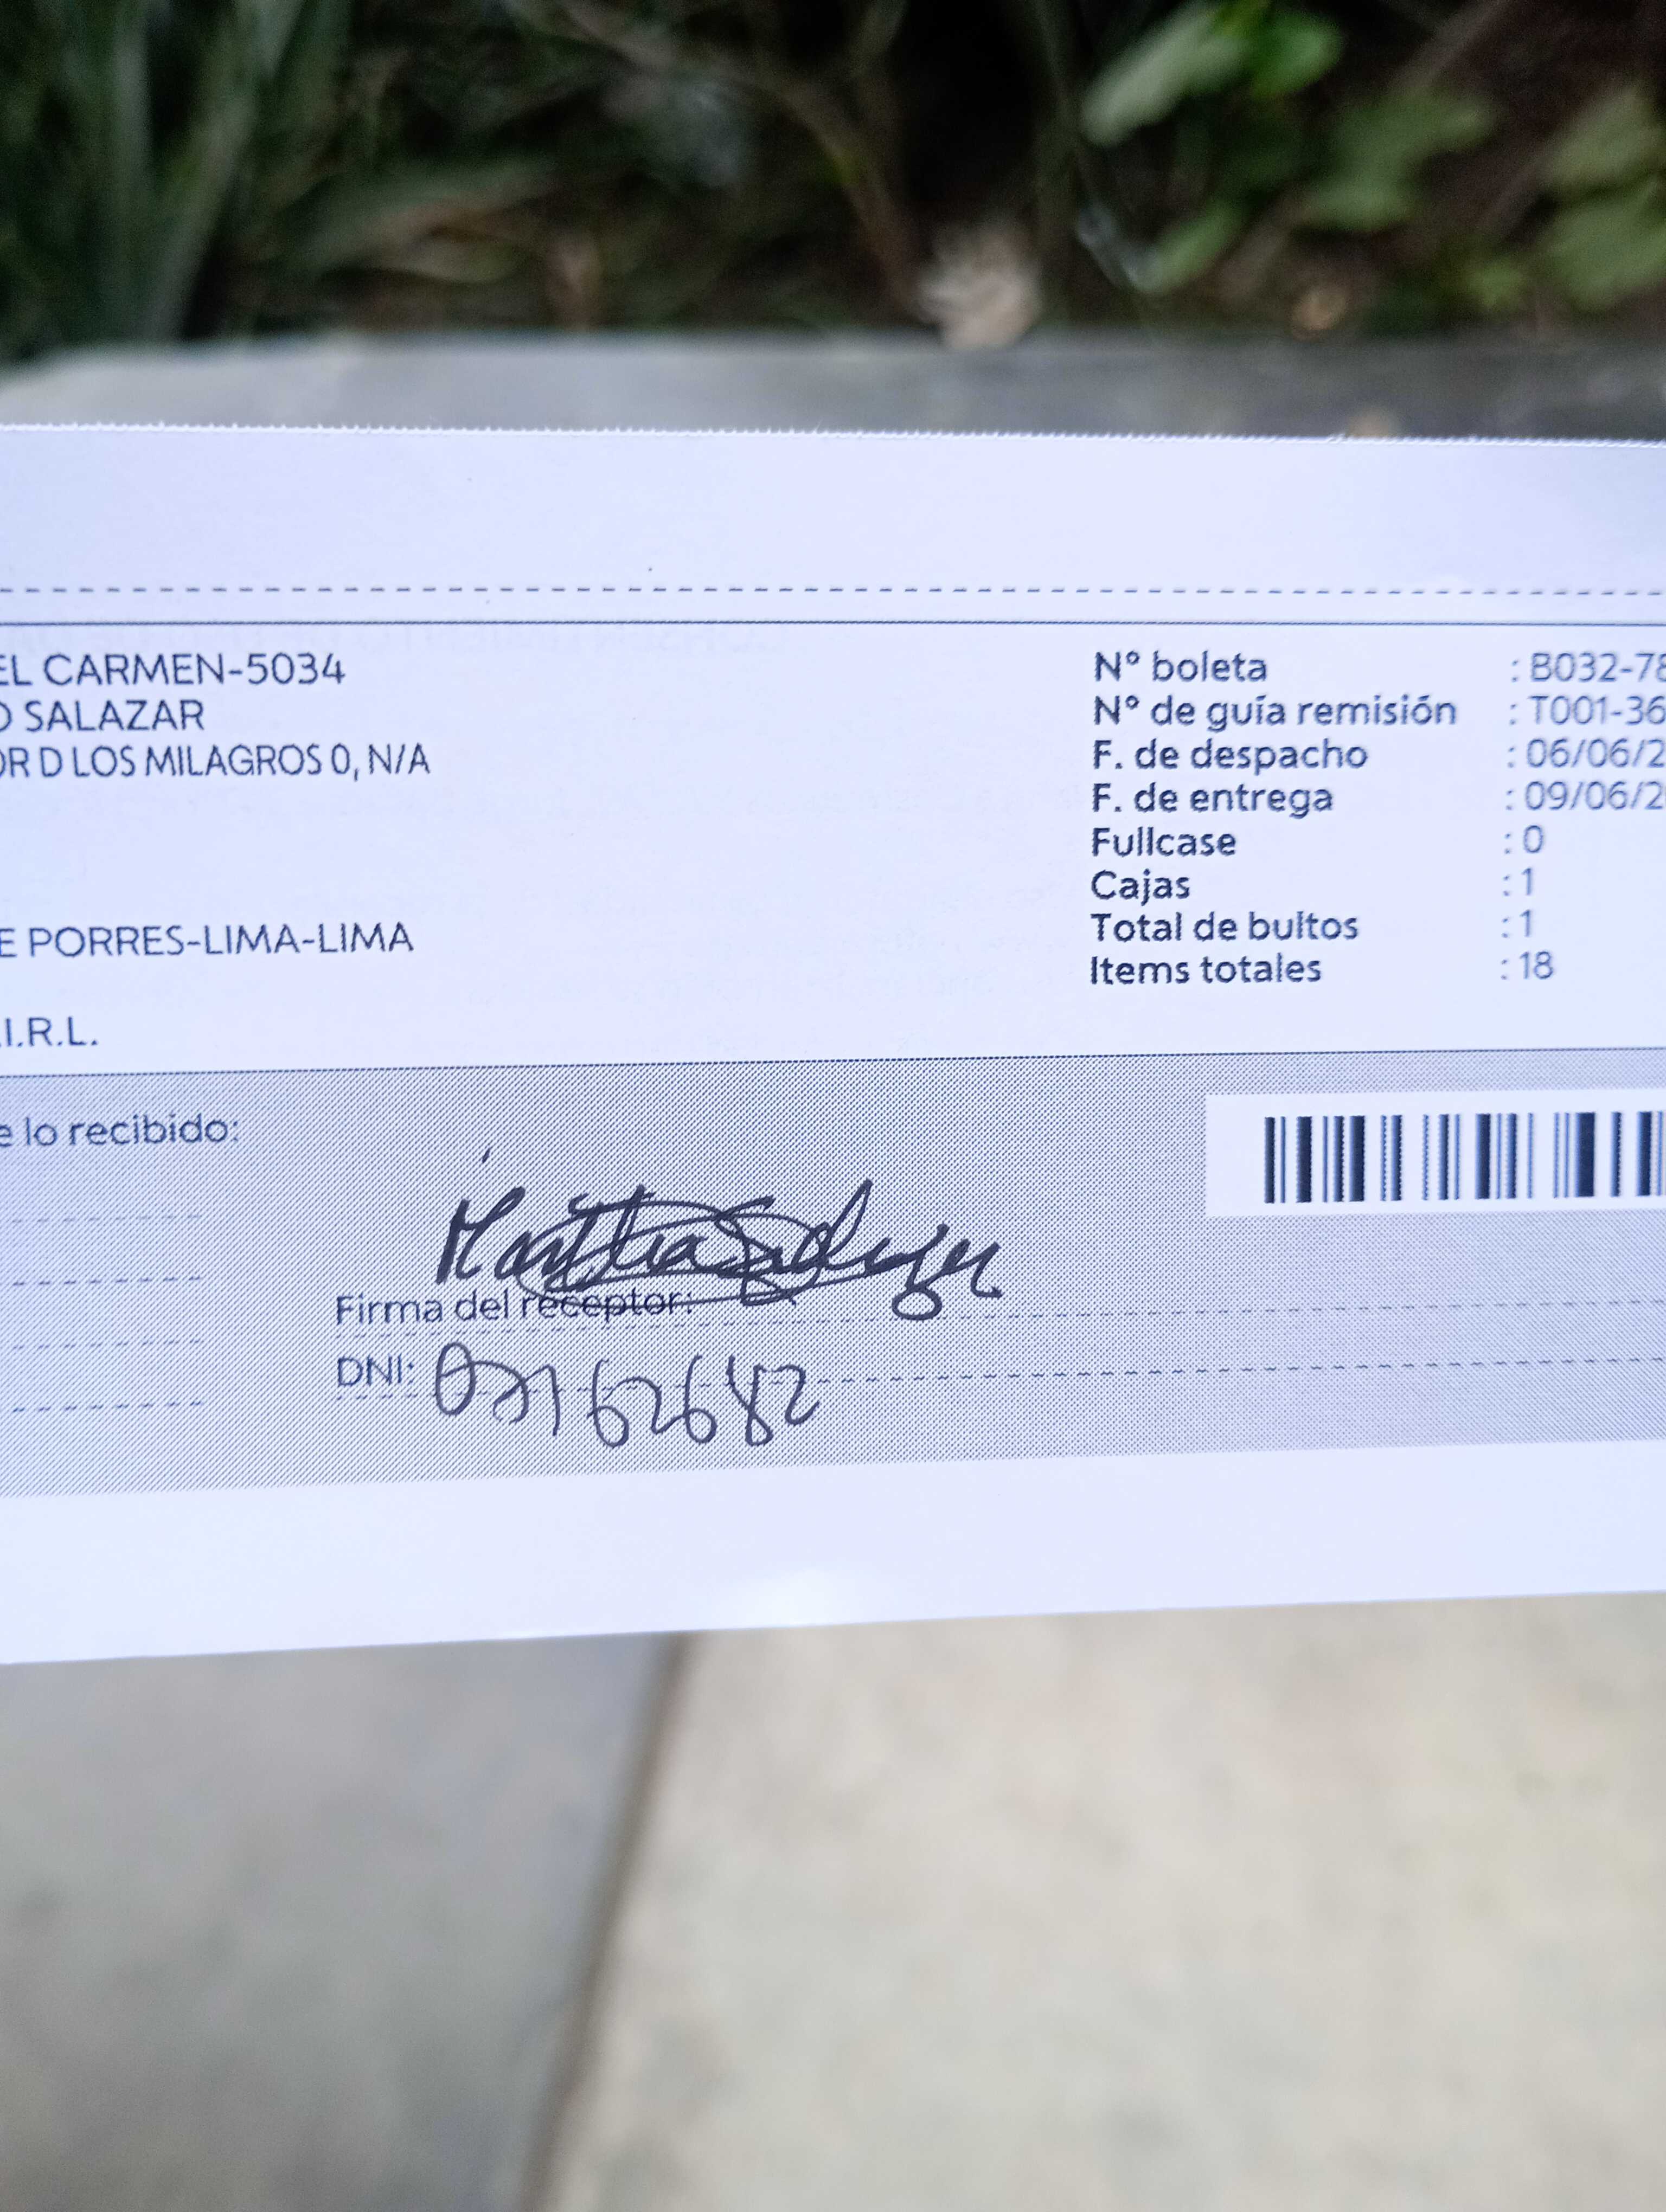 EL CARMEN-5034
O SALAZAR
OR D LOS MILAGROS 0, N/A
E PORRES-LIMA-LIMA
.I.R.L.
N° boleta : B032-78
N° de guía remisión : T001-36
F. de despacho : 06/06/2
F. de entrega : 09/06/2
Fullcase : 0
Cajas : 1
Total de bultos : 1
Items totales : 18
e lo recibido:
Martha Salazar
Firma del receptor:
DNI: